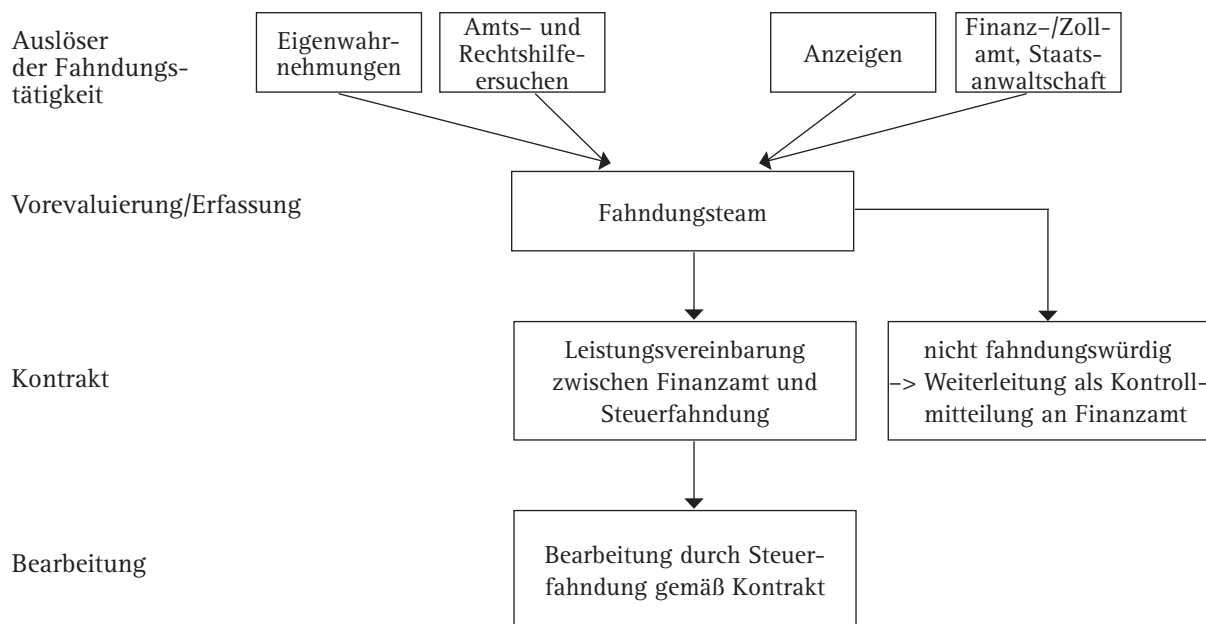 Auslöser
der Fahndungs-
tätigkeit
Eigenwahr-
nehmungen
Amts- und
Rechtshilfe-
ersuchen
Anzeigen
Finanz-/Zoll-
amt, Staats-
anwaltschaft
Vorevaluierung/Erfassung
Fahndungsteam
Kontrakt
Leistungsvereinbarung
zwischen Finanzamt und
Steuerfahndung
nicht fahndungswürdig
-> Weiterleitung als Kontroll-
mitteilung an Finanzamt
Bearbeitung
Bearbeitung durch Steuer-
fahndung gemäß Kontrakt